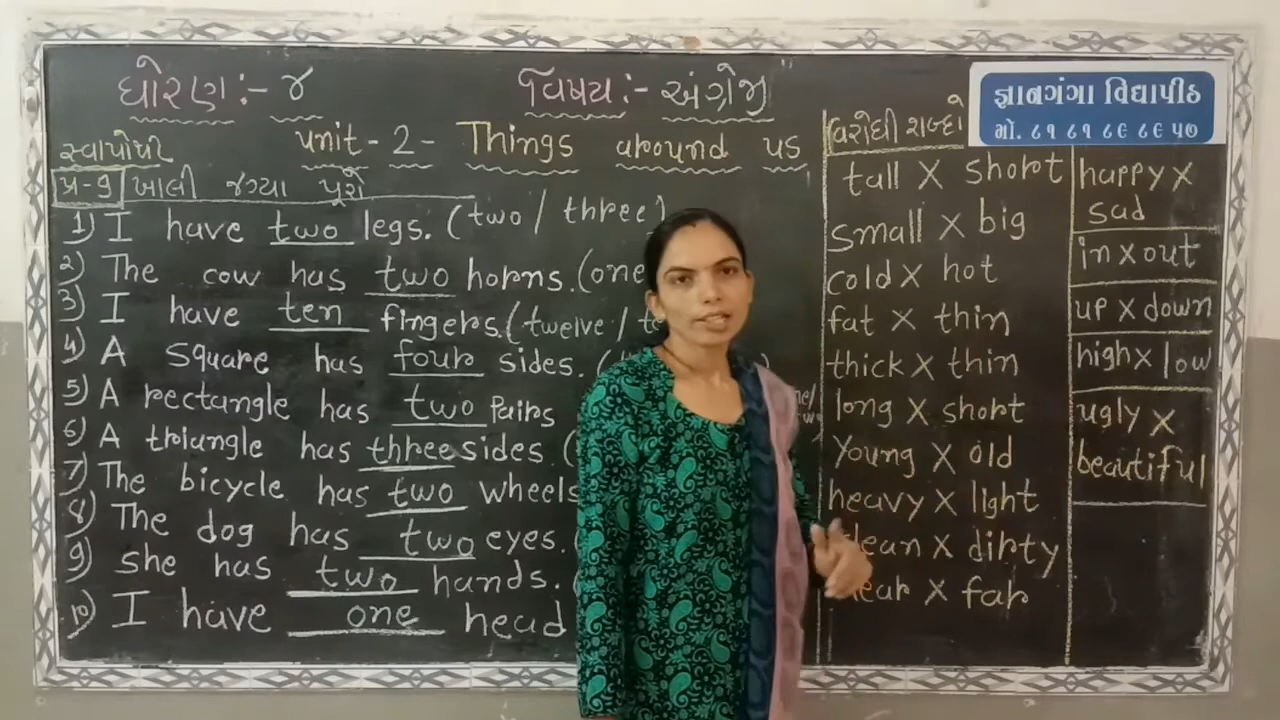 ધોરણ :- ૪ વિષય :- અંગ્રેજી
જ્ઞાનગંગા વિદ્યાપીઠ
મો. ૮૧ ૮૧ ૮૯ ૮૯ ૫૭
સ્વાપોથી unit - 2 - Things around us
પ્ર-૧ ખાલી જગ્યા પૂરો
1) I have two legs. (two / three)
2) The cow has two horns. (one
3) I have ten fingers. (twelve /
4) A square has four sides. (
5) A rectangle has two pairs
6) A triangle has three sides. (
7) The bicycle has two wheels
8) The dog has two eyes.
9) she has two hands. (
10) I have one head
વિરોધી શબ્દો
tall X short
small X big
cold X hot
fat X thin
thick X thin
long X short
Young X old
heavy X light
clean X dirty
near X far
happy X
sad
in X out
up X down
high X low
ugly X
beautiful